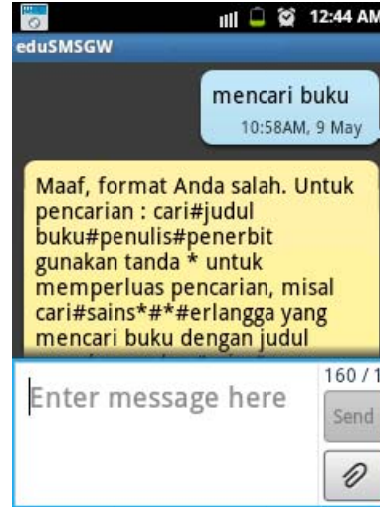 12:44 AM
eduSMSGW
mencari buku
10:58AM, 9 May
Maaf, format Anda salah. Untuk
pencarian : cari#judul
buku#penulis#penerbit
gunakan tanda * untuk
memperluas pencarian, misal
cari#sains*#*#erlangga yang
mencari buku dengan judul
160 / 1
Enter message here
Send